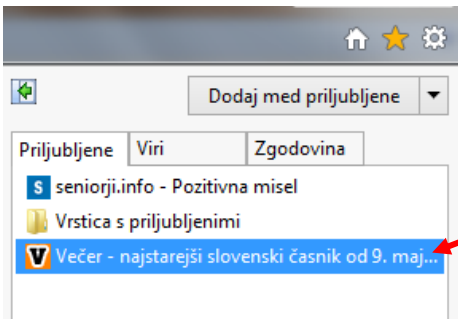 Dodaj med priljubljene
Priljubljene Viri Zgodovina
S seniorji.info - Pozitivna misel
Vrstica s priljubljenimi
V Večer - najstarejši slovenski časnik od 9. maj...